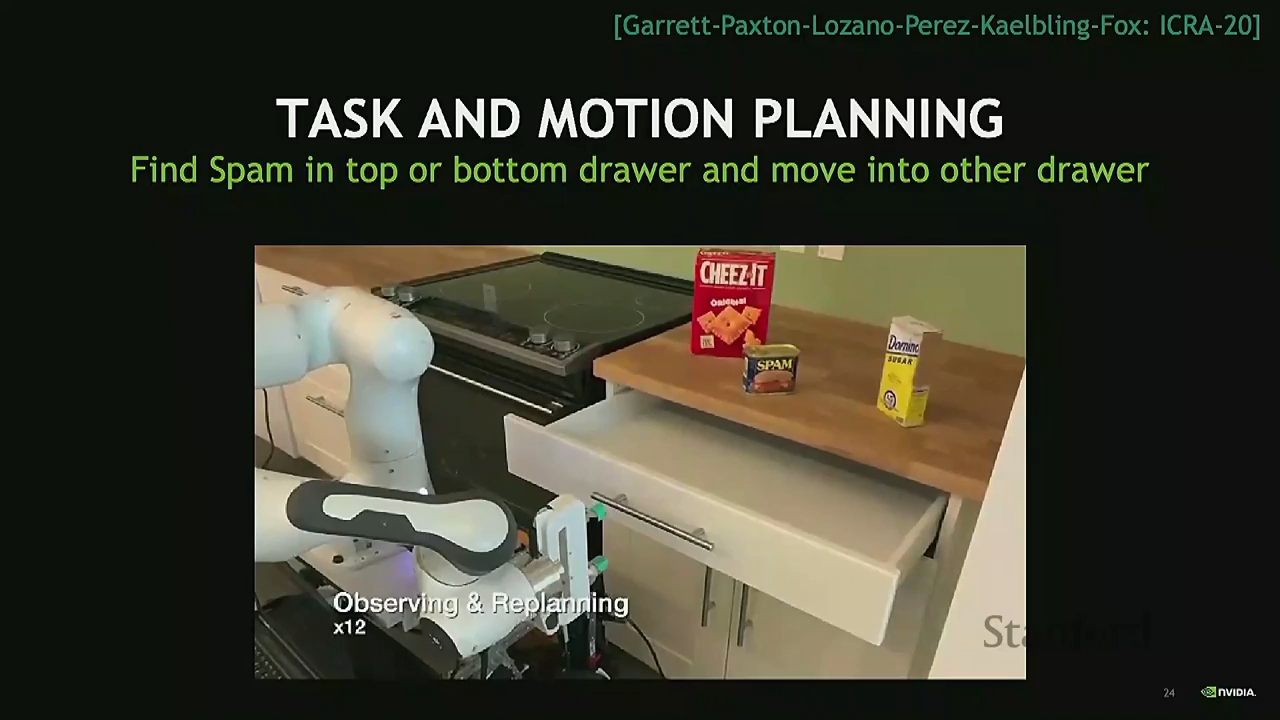 [Garrett-Paxton-Lozano-Perez-Kaelbling-Fox: ICRA-20]
TASK AND MOTION PLANNING
Find Spam in top or bottom drawer and move into other drawer
CHEEZ-IT
ORIGINAL
SPAM
Domino
SUGAR
Observing & Replanning
x12
Stanford
24
NVIDIA.